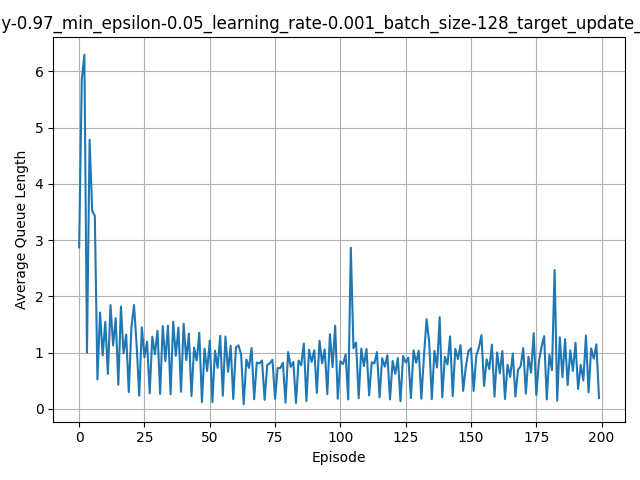 y-0.97_min_epsilon-0.05_learning_rate-0.001_batch_size-128_target_update_
6
5
4
3
2
1
0
Average Queue Length
0 25 50 75 100 125 150 175 200
Episode